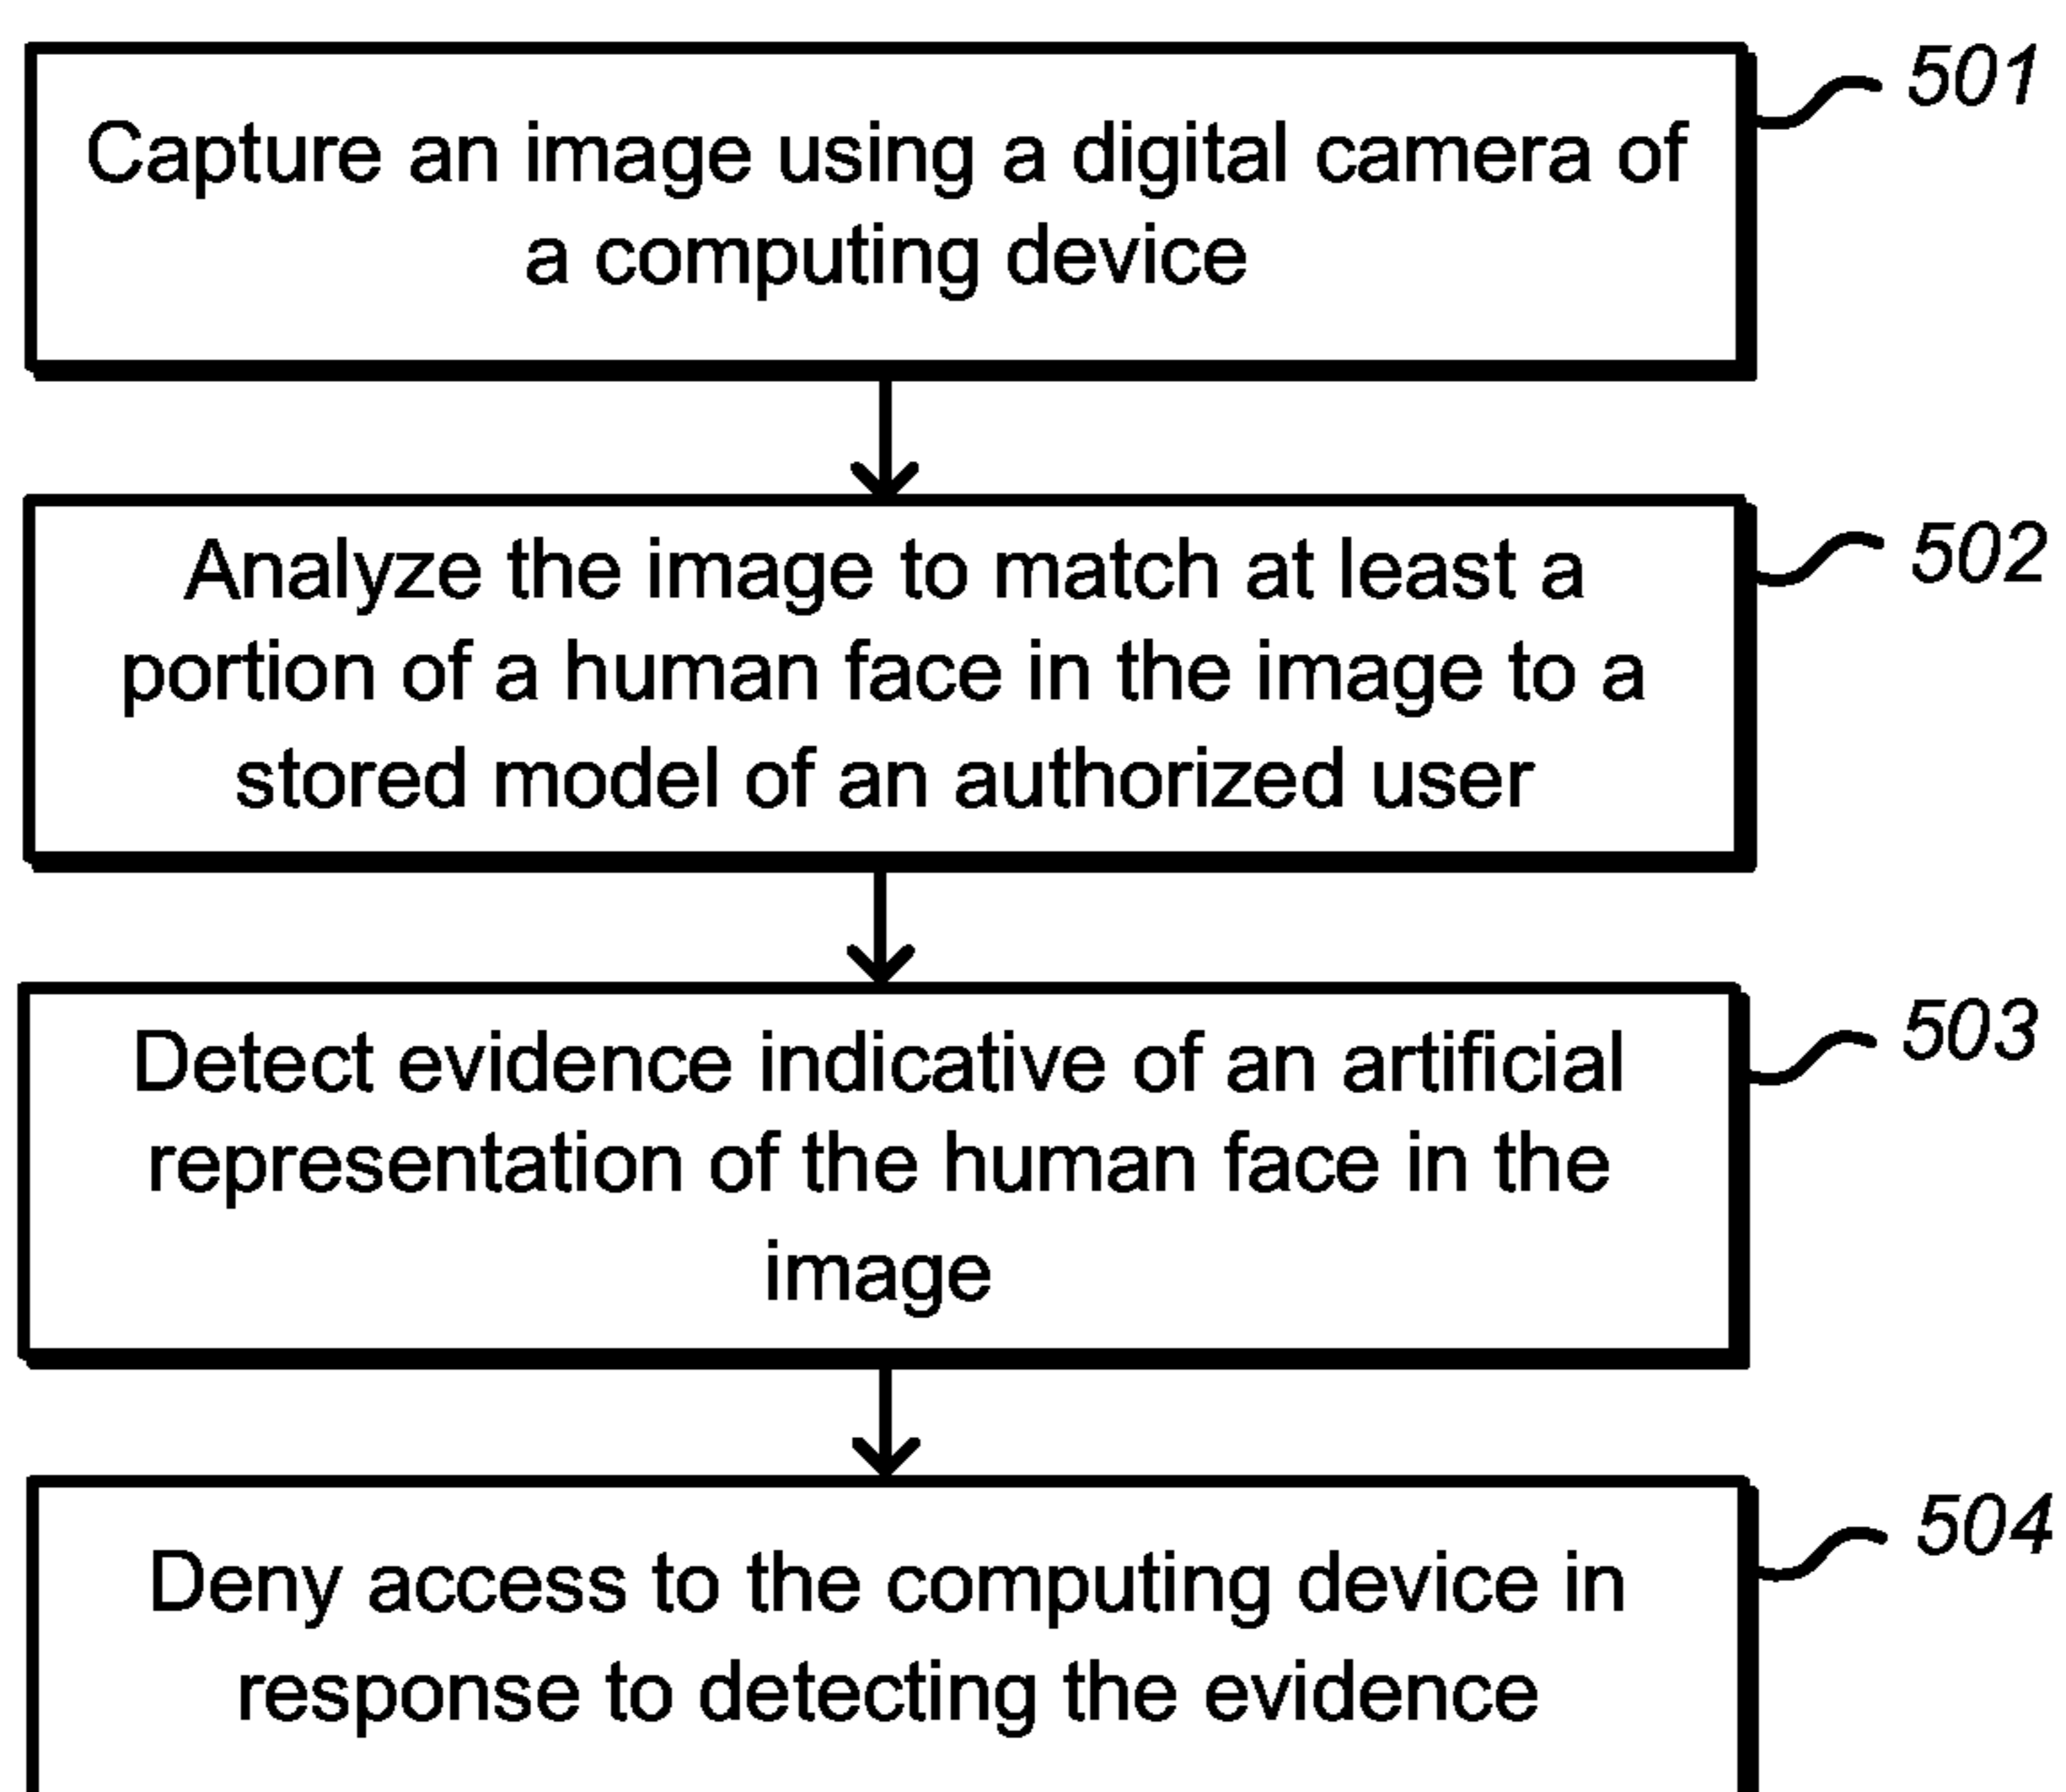 501
Capture an image using a digital camera of
a computing device
502
Analyze the image to match at least a
portion of a human face in the image to a
stored model of an authorized user
503
Detect evidence indicative of an artificial
representation of the human face in the
image
504
Deny access to the computing device in
response to detecting the evidence